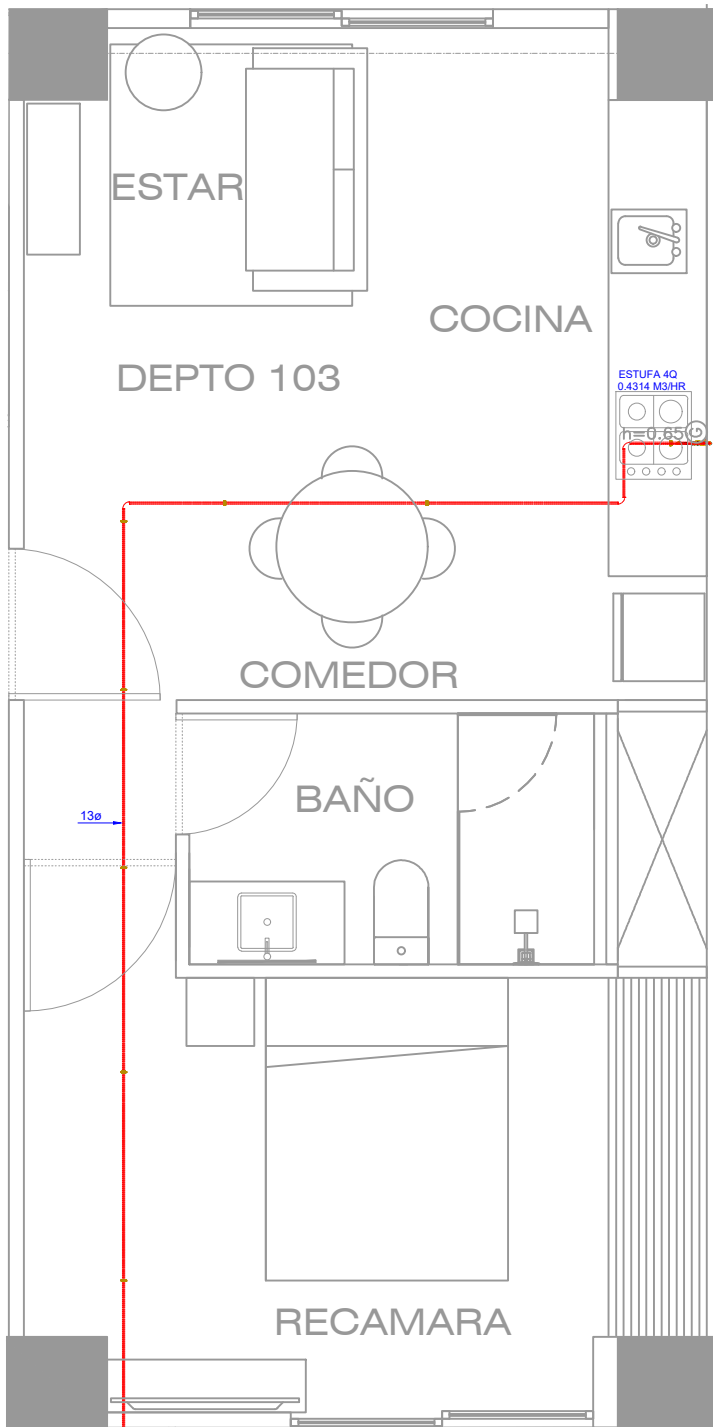 ESTAR
COCINA
DEPTO 103
ESTUFA 4Q
0.4314 M3/HR
h=0.65
G
COMEDOR
BAÑO
13ø
RECAMARA